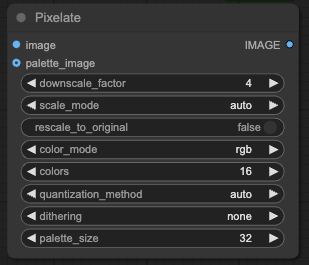 Pixelate
image IMAGE
palette_image
downscale_factor 4
scale_mode auto
rescale_to_original false
color_mode rgb
colors 16
quantization_method auto
dithering none
palette_size 32